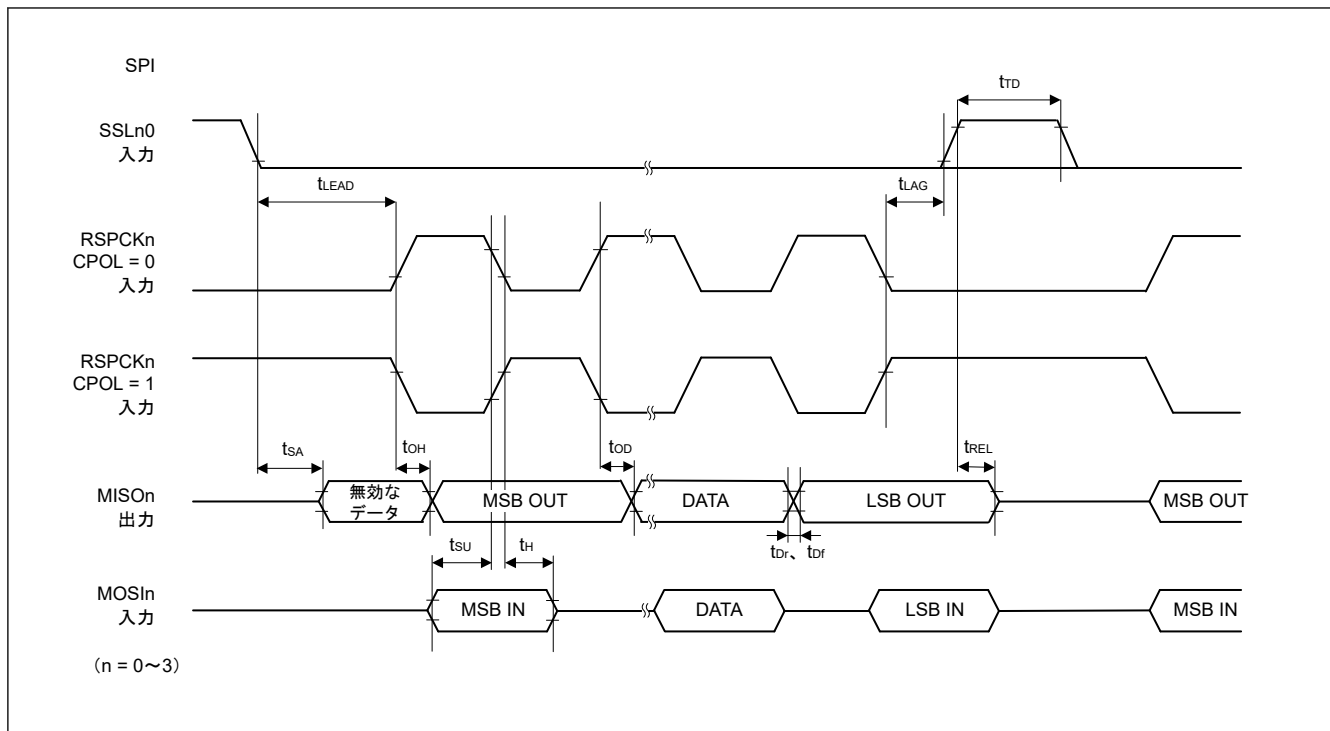 SPI
tTD
SSLn0
入力
tLEAD
tLAG
RSPCKn
CPOL = 0
入力
RSPCKn
CPOL = 1
入力
tSA
tOH
tOD
tREL
MISOn
出力
無効な
データ
MSB OUT
DATA
LSB OUT
MSB OUT
tSU
tH
tDr、tDf
MOSIn
入力
MSB IN
DATA
LSB IN
MSB IN
（n = 0～3）